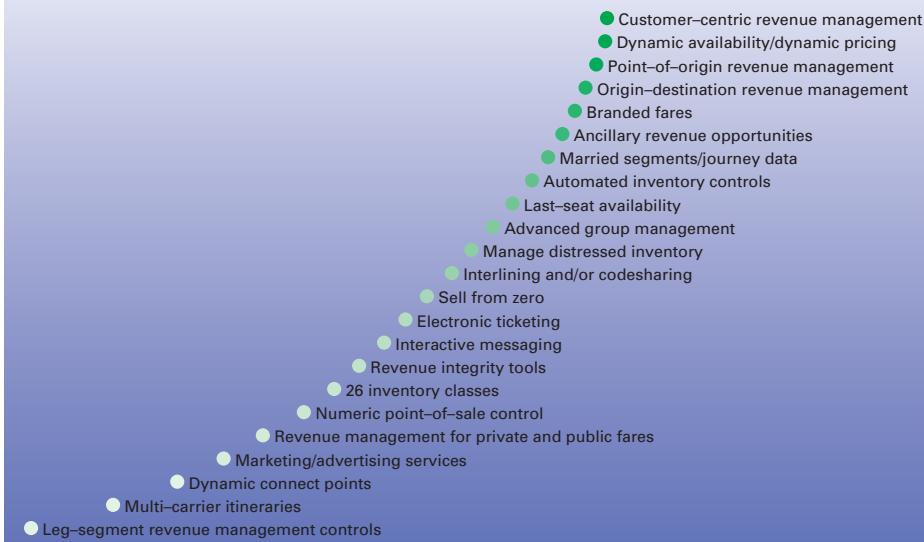 Customer–centric revenue management
Dynamic availability/dynamic pricing
Point–of–origin revenue management
Origin–destination revenue management
Branded fares
Ancillary revenue opportunities
Married segments/journey data
Automated inventory controls
Last–seat availability
Advanced group management
Manage distressed inventory
Interlining and/or codesharing
Sell from zero
Electronic ticketing
Interactive messaging
Revenue integrity tools
26 inventory classes
Numeric point–of–sale control
Revenue management for private and public fares
Marketing/advertising services
Dynamic connect points
Multi–carrier itineraries
Leg–segment revenue management controls